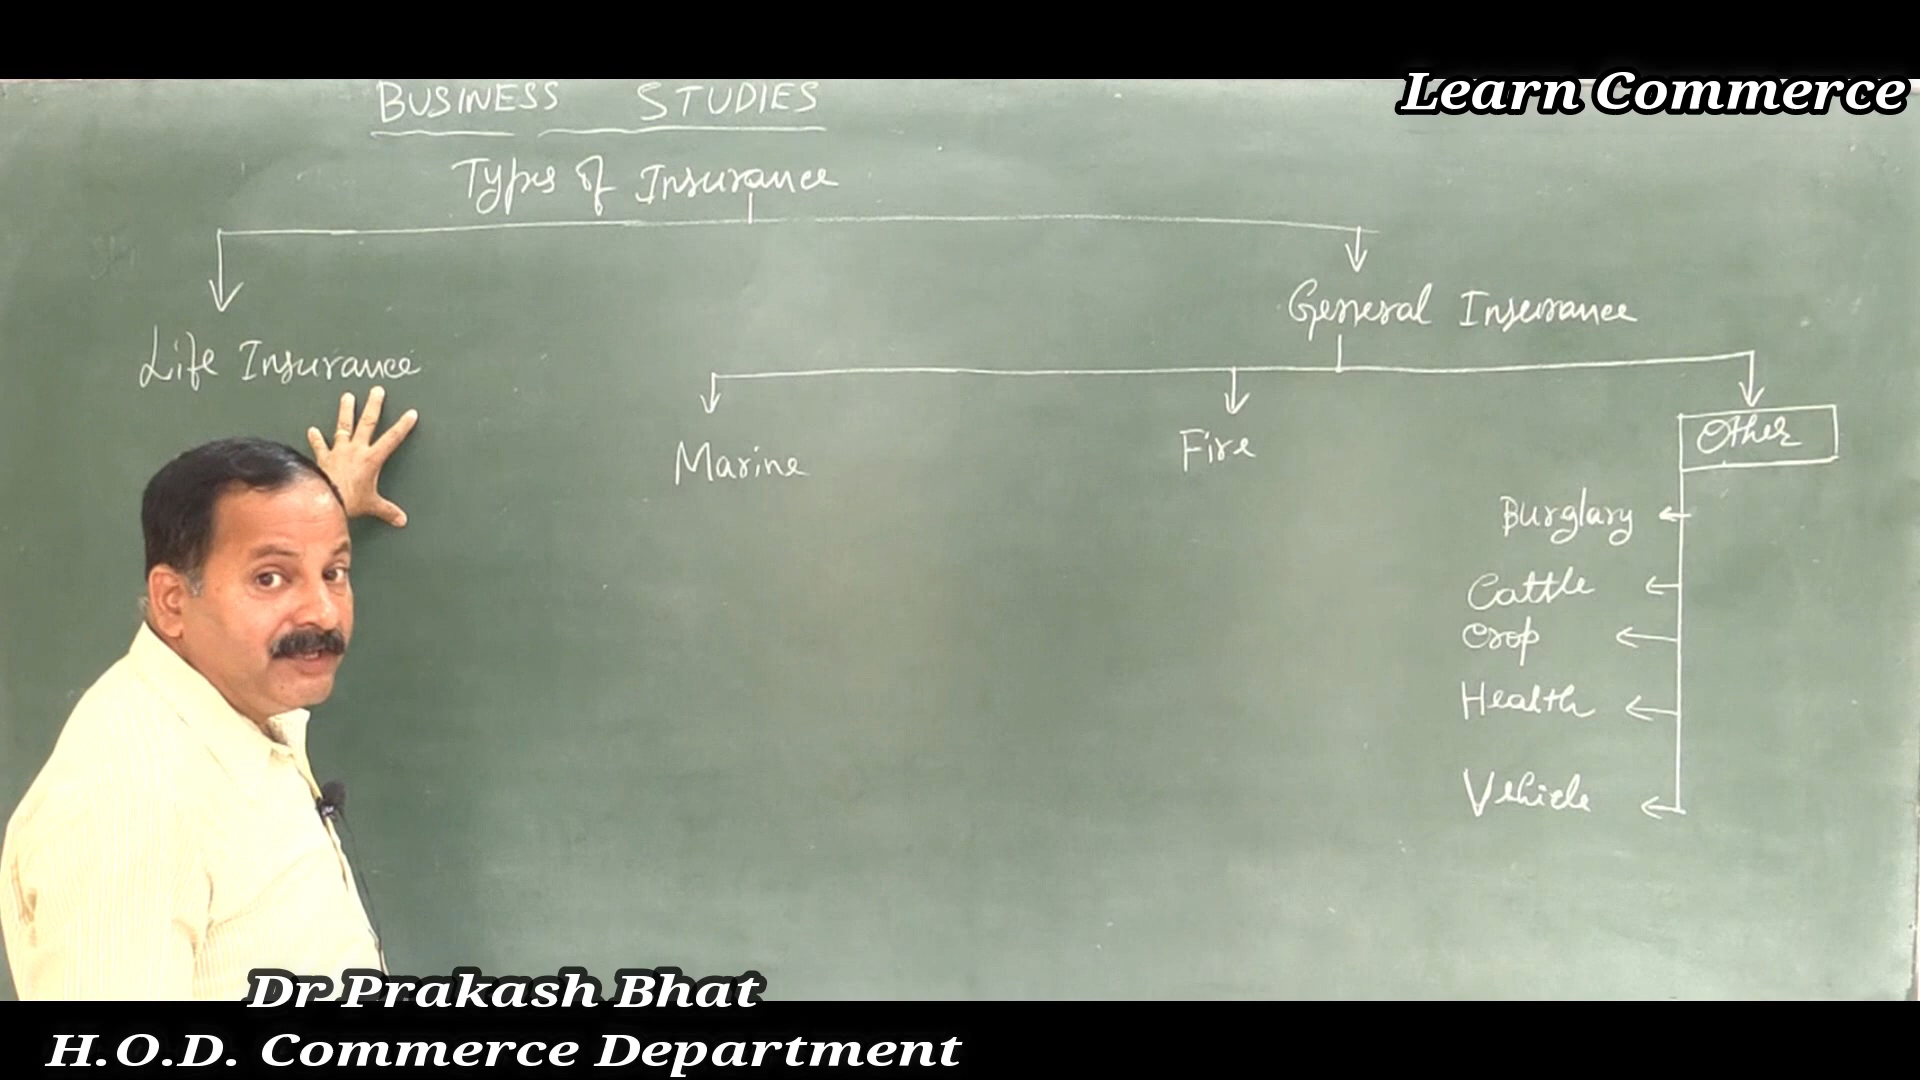 Learn Commerce
BUSINESS STUDIES
Types of Insurance
Life Insurance
General Insurance
Marine
Fire
Other
Burglary
Cattle
Crop
Health
Vehicle
Dr Prakash Bhat
H.O.D. Commerce Department